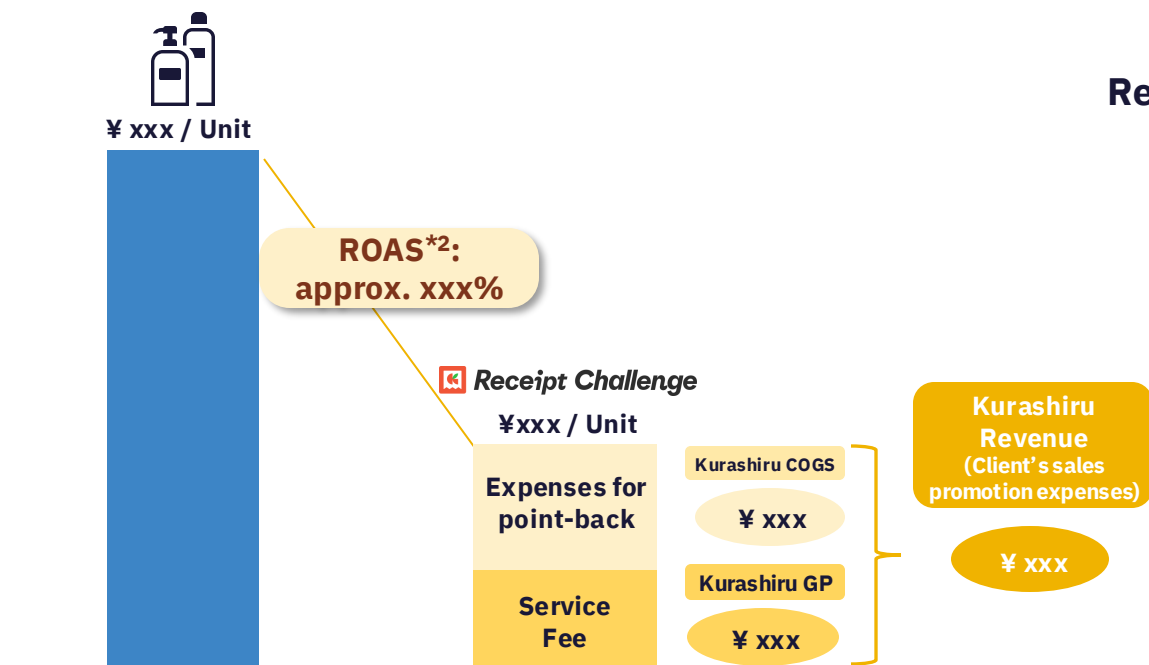 ¥ xxx / Unit
Re
ROAS*2:
approx. xxx%
Receipt Challenge
¥xxx / Unit
Expenses for
point-back
Service
Fee
Kurashiru COGS
¥ xxx
Kurashiru GP
¥ xxx
Kurashiru
Revenue
(Client's sales
promotion expenses)
¥ xxx